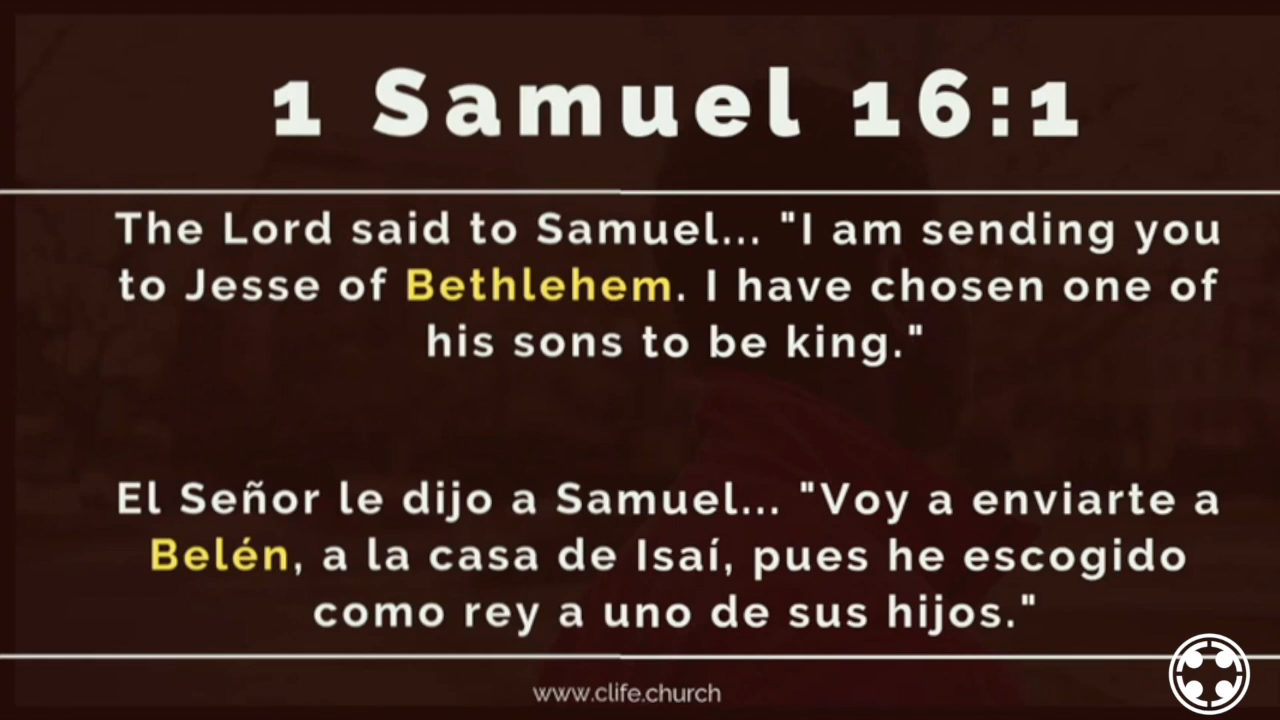 1 Samuel 16:1
The Lord said to Samuel... "I am sending you
to Jesse of Bethlehem. I have chosen one of
his sons to be king."
El Señor le dijo a Samuel... "Voy a enviarte a
Belén, a la casa de Isaí, pues he escogido
como rey a uno de sus hijos."
www.clife.church